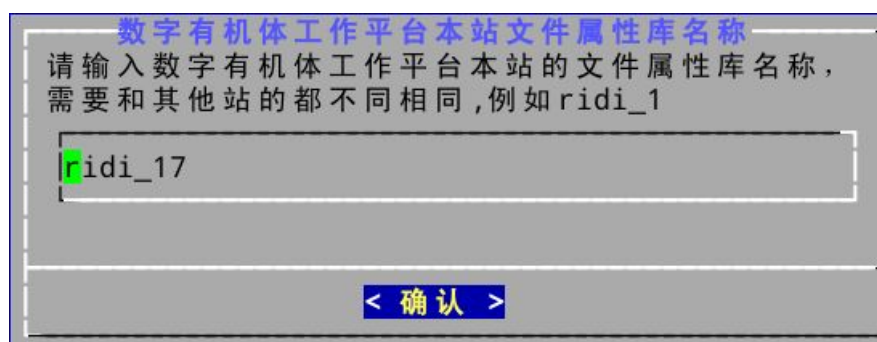 数字有机体工作平台本站文件属性库名称
请输入数字有机体工作平台本站的文件属性库名称，
需要和其他站的都不同相同,例如ridi_1
ridi_17
< 确认 >